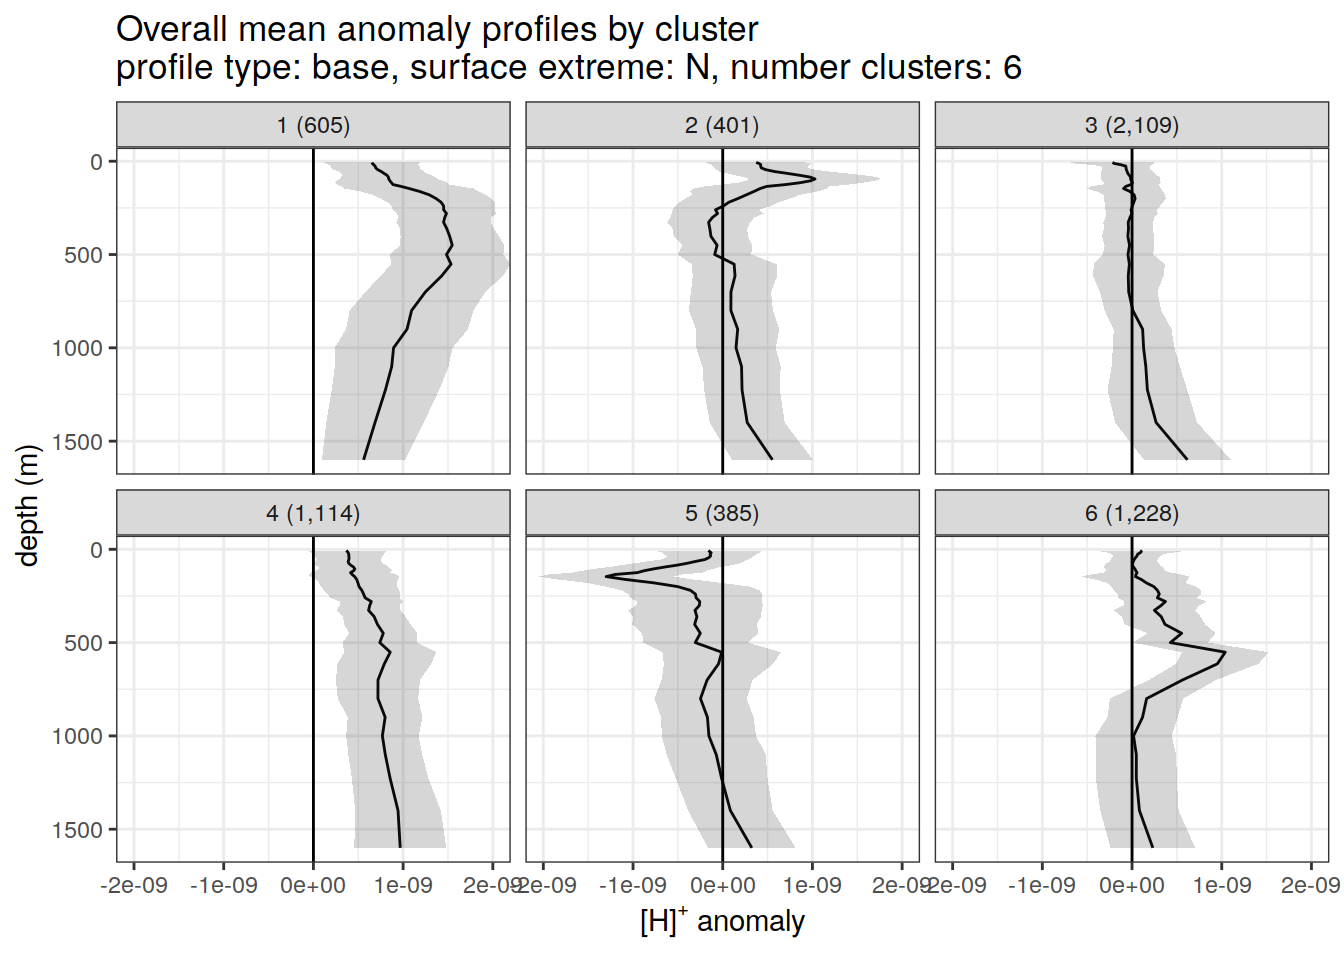 Overall mean anomaly profiles by cluster
profile type: base, surface extreme: N, number clusters: 6
1 (605) 2 (401) 3 (2,109)
0
500
1000
1500
4 (1,114) 5 (385) 6 (1,228)
0
500
1000
1500
depth (m)
-2e-09 -1e-09 0e+00 1e-09 2e-09 -2e-09 -1e-09 0e+00 1e-09 2e-09 -2e-09 -1e-09 0e+00 1e-09 2e-09
[H]⁺ anomaly